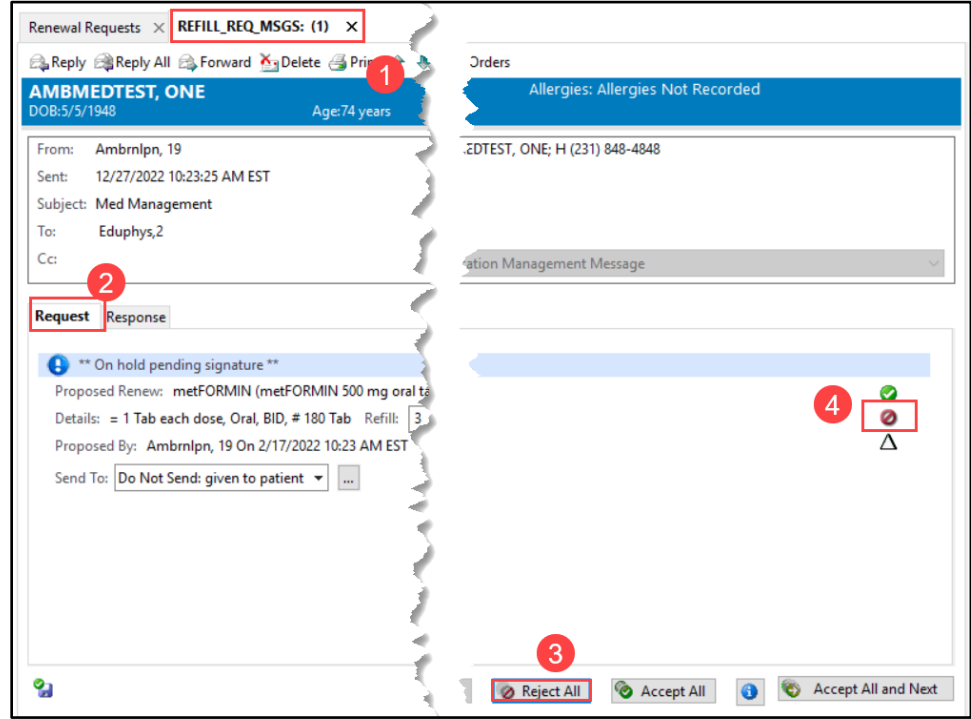 Renewal Requests × REFILL_REQ_MSGS: (1) ×
Reply Reply All Forward Delete Orders
1
AMBMEDTEST, ONE Allergies: Allergies Not Recorded
DOB:5/5/1948 Age:74 years
From: Ambrnlpn, 19 EDTEST, ONE; H (231) 848-4848
Sent: 12/27/2022 10:23:25 AM EST
Subject: Med Management
To: Eduphys,2
Cc: ation Management Message
2
Request Response
** On hold pending signature **
Proposed Renew: metFORMIN (metFORMIN 500 mg oral ta
4
Details: = 1 Tab each dose, Oral, BID, # 180 Tab Refill: 3
Proposed By: Ambrnlpn, 19 On 2/17/2022 10:23 AM EST
Send To: Do Not Send: given to patient ...
3
Reject All Accept All Accept All and Next